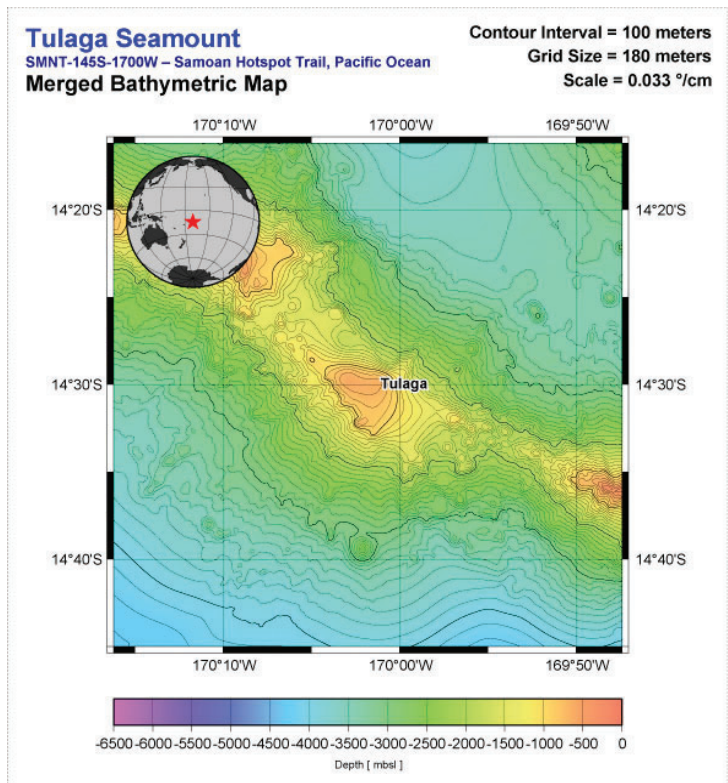 Tulaga Seamount
SMNT-145S-1700W – Samoan Hotspot Trail, Pacific Ocean
Merged Bathymetric Map
Contour Interval = 100 meters
Grid Size = 180 meters
Scale = 0.033 °/cm
170°10'W 170°00'W 169°50'W
14°20'S 14°20'S
14°30'S Tulaga 14°30'S
14°40'S 14°40'S
170°10'W 170°00'W 169°50'W
-6500 -6000 -5500 -5000 -4500 -4000 -3500 -3000 -2500 -2000 -1500 -1000 -500 0
Depth [ mbsl ]